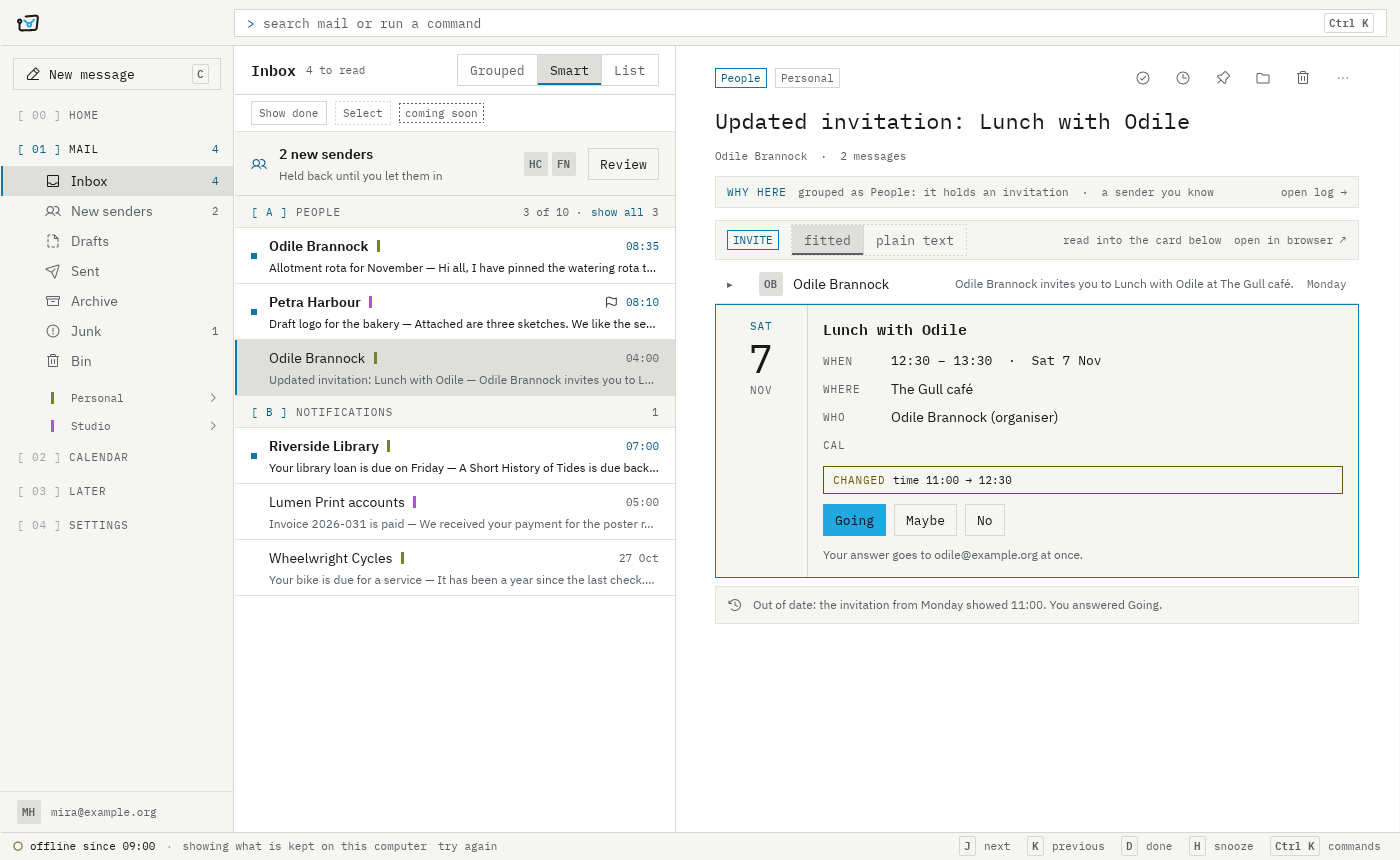 > search mail or run a command Ctrl K
New message C
[ 00 ] HOME
[ 01 ] MAIL 4
Inbox 4
New senders 2
Drafts
Sent
Archive
Junk 1
Bin
Personal
Studio
[ 02 ] CALENDAR
[ 03 ] LATER
[ 04 ] SETTINGS
MH mira@example.org
Inbox 4 to read Grouped Smart List
Show done Select coming soon
2 new senders
Held back until you let them in
HC FN Review
[ A ] PEOPLE 3 of 10 · show all 3
Odile Brannock 08:35
Allotment rota for November — Hi all, I have pinned the watering rota t…
Petra Harbour 08:10
Draft logo for the bakery — Attached are three sketches. We like the se…
Odile Brannock 04:00
Updated invitation: Lunch with Odile — Odile Brannock invites you to L…
[ B ] NOTIFICATIONS 1
Riverside Library 07:00
Your library loan is due on Friday — A Short History of Tides is due back…
Lumen Print accounts 05:00
Invoice 2026-031 is paid — We received your payment for the poster r…
Wheelwright Cycles 27 Oct
Your bike is due for a service — It has been a year since the last check.…
People Personal
Updated invitation: Lunch with Odile
Odile Brannock · 2 messages
WHY HERE grouped as People: it holds an invitation · a sender you know open log →
INVITE fitted plain text read into the card below open in browser ↗
OB Odile Brannock Odile Brannock invites you to Lunch with Odile at The Gull café. Monday
SAT
7
NOV
Lunch with Odile
WHEN 12:30 – 13:30 · Sat 7 Nov
WHERE The Gull café
WHO Odile Brannock (organiser)
CAL
CHANGED time 11:00 → 12:30
Going Maybe No
Your answer goes to odile@example.org at once.
Out of date: the invitation from Monday showed 11:00. You answered Going.
offline since 09:00 · showing what is kept on this computer try again
J next K previous D done H snooze Ctrl K commands